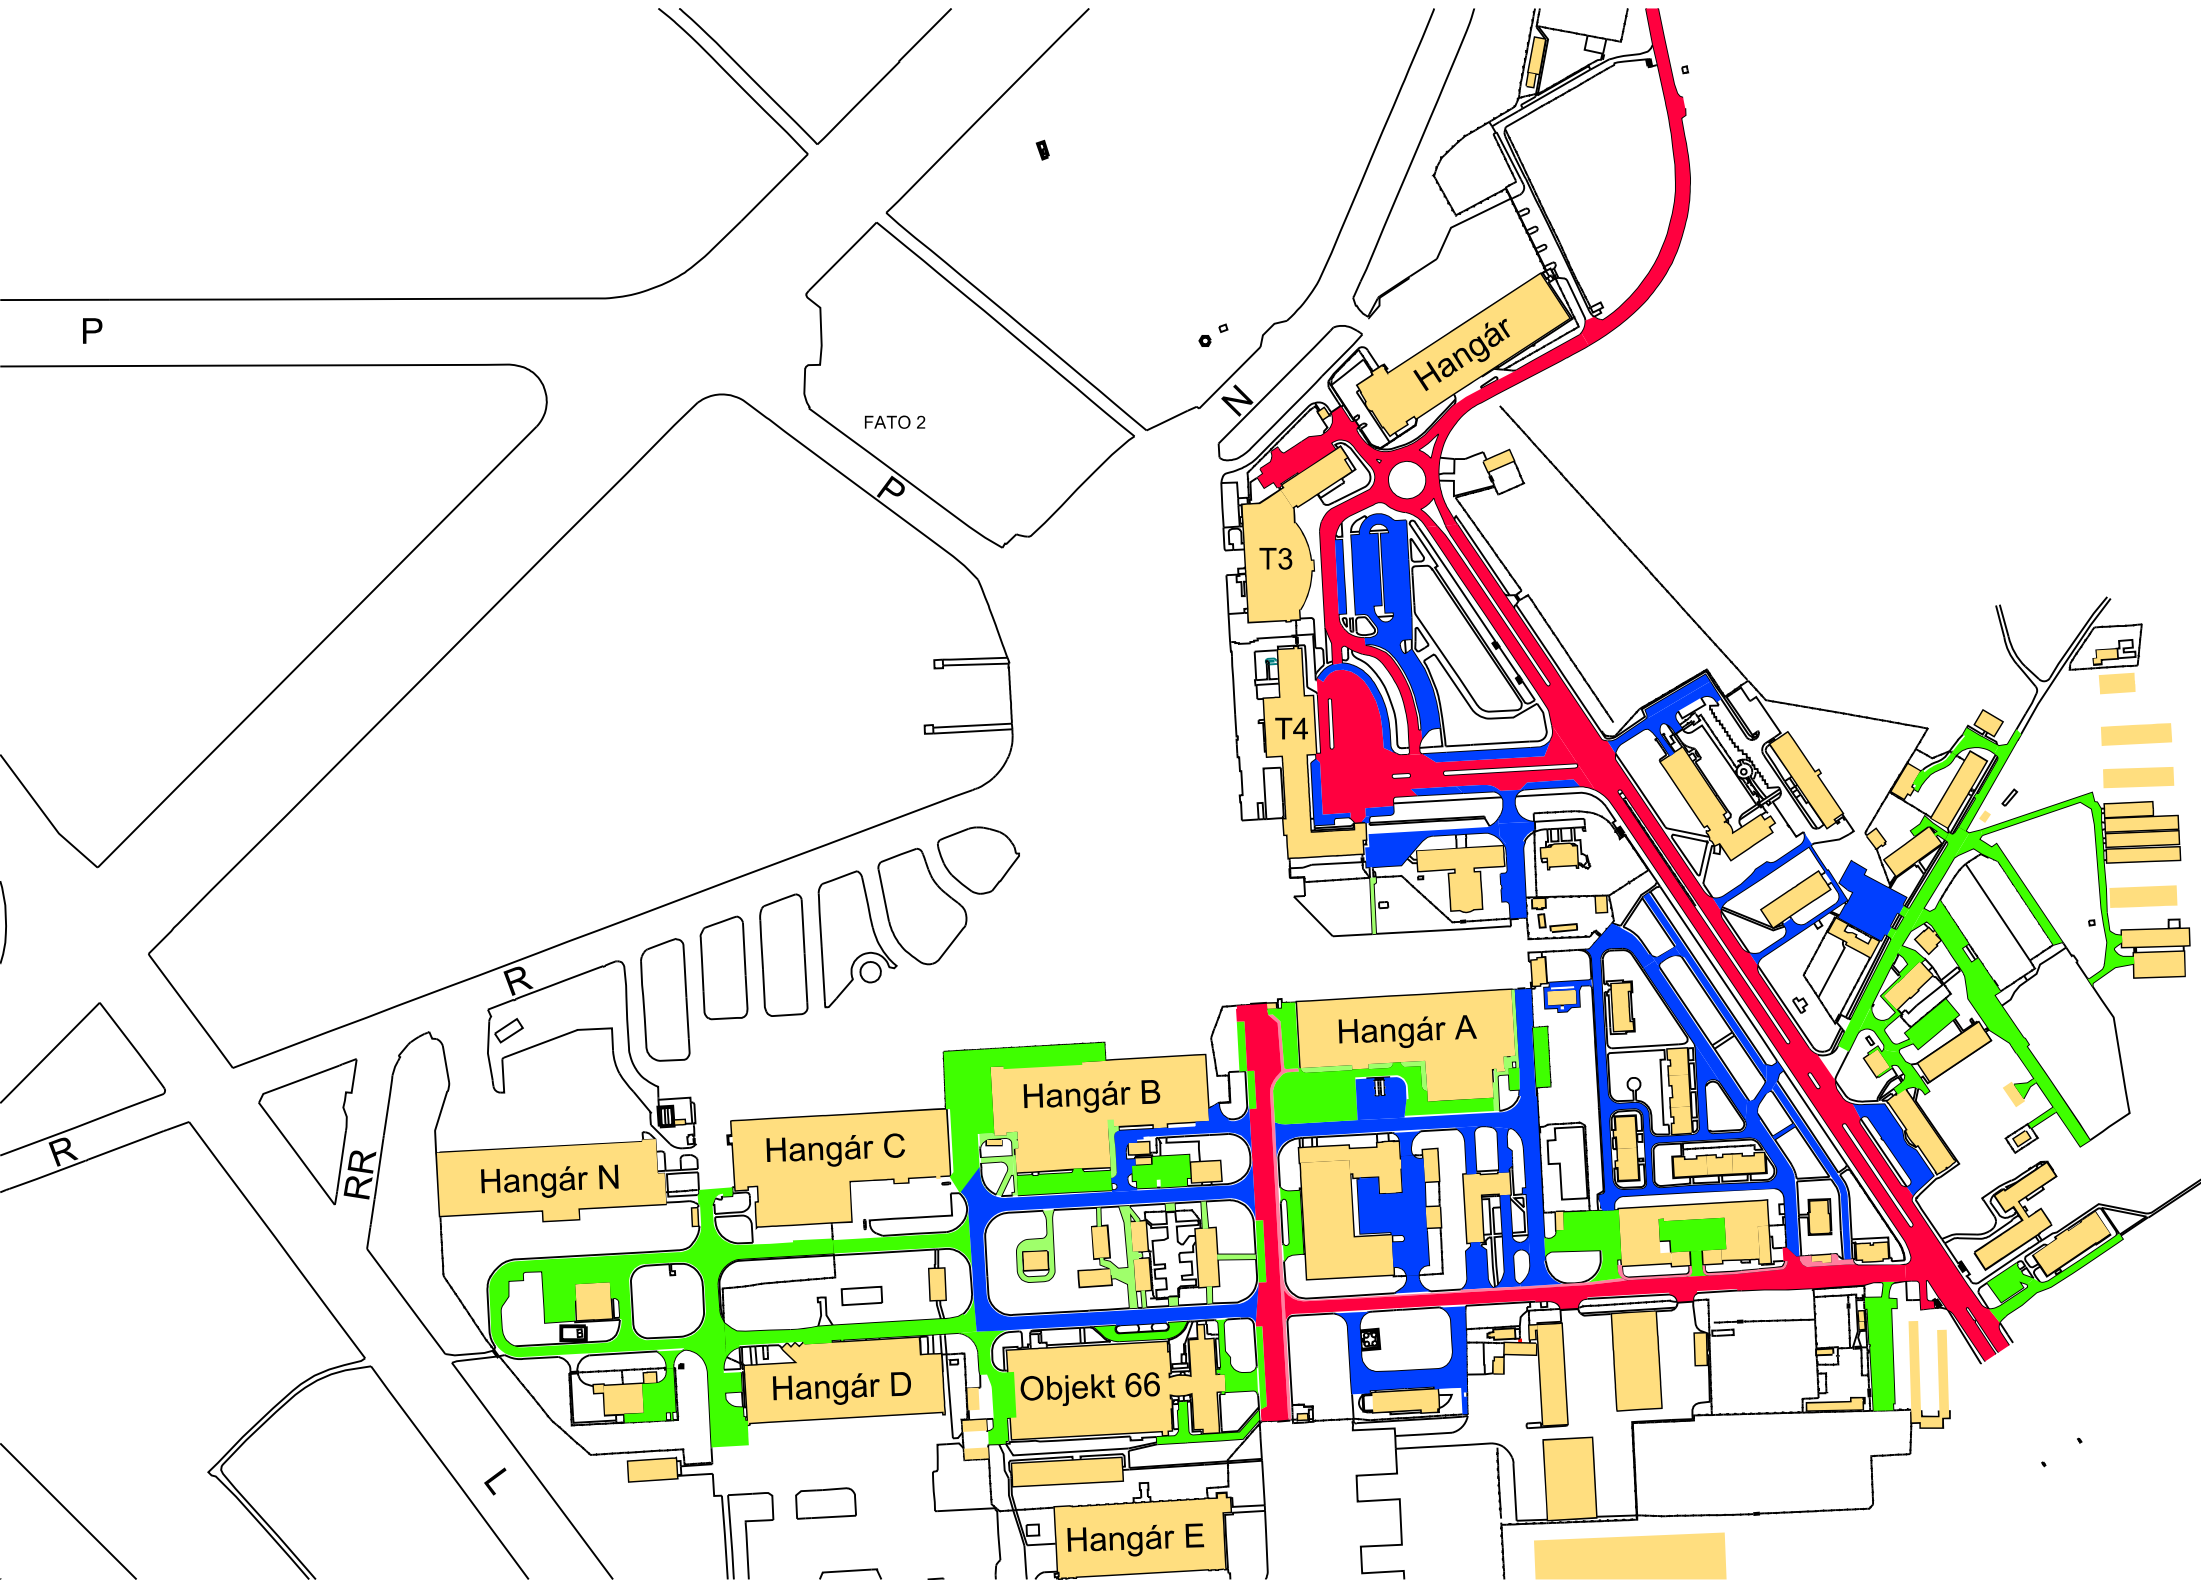 P
Hangár
N
FATO 2
P
T3
T4
R
Hangár A
Hangár B
Hangár C
R
RR
Hangár N
Hangár D
Objekt 66
L
Hangár E